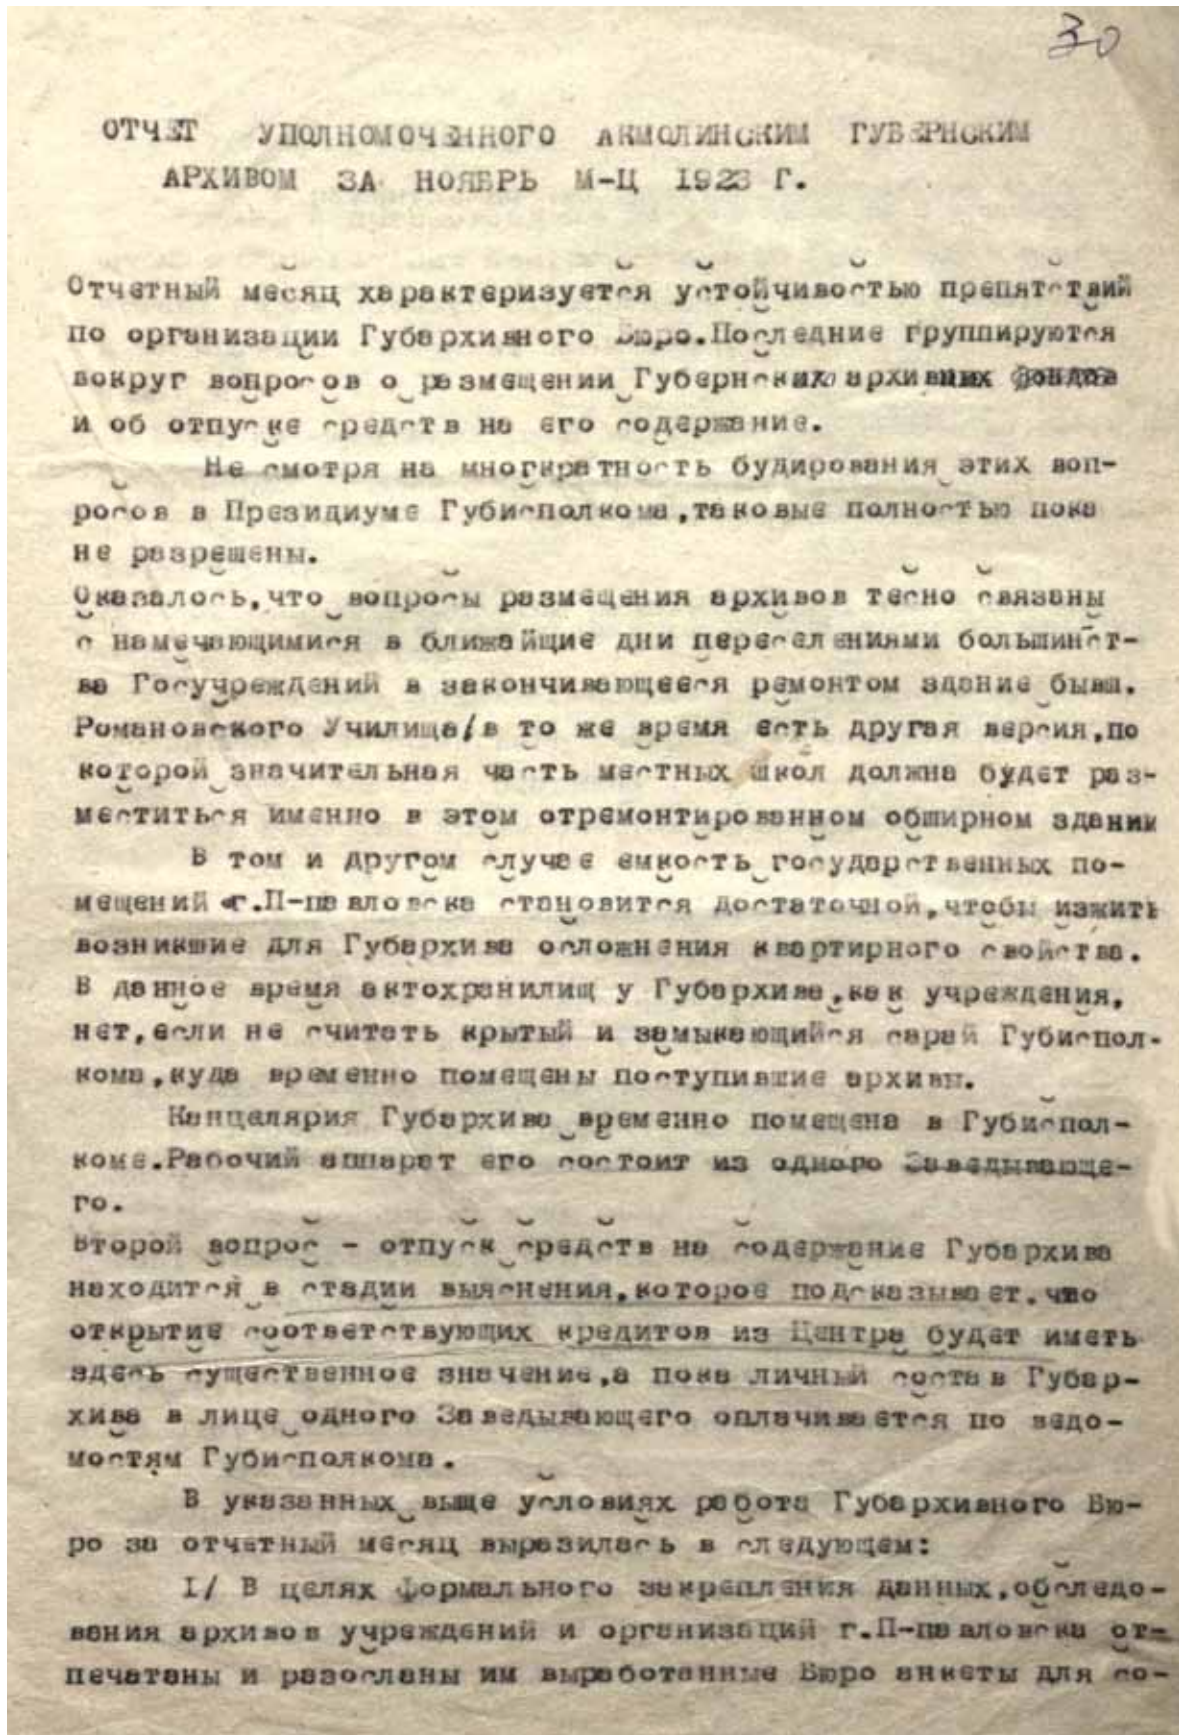 30
ОТЧЕТ УПОЛНОМОЧЕННОГО АКМОЛИНСКИМ ГУБЕРНСКИМ
АРХИВОМ ЗА НОЯБРЬ М-Ц 1923 Г.
Отчетный месяц характеризуется устойчивостью препятствий
по организации Губархивного Бюро.Последние группируются
вокруг вопросов о размещении Губернских архивных фондов
и об отпуске средств на его содержание.
Не смотря на многкратность будирования этих воп-
росов в Президиуме Губисполкома,таковые полностью пока
не разрешены.
Оказалось,что вопросы размещения архивов тесно связаны
с намечающимися в ближайщие дни переселениями большинст-
ва Госучреждений в закончивающееся ремонтом здание бывш.
Романовского Училища/в то же время есть другая версия,по
которой значительная часть местных школ должна будет раз-
меститься именно в этом отремонтированном обширном здании
В том и другом случае емкость государственных по-
мещений г.П-павловска становится достаточной,чтобы изжить
возникшие для Губархива осложнения квартирного свойства.
В данное время актохранилищ у Губархива,как учреждения,
нет,если не считать крытый и замыкающийся сарай Губиспол-
кома,куда временно помещены поступившие архивы.
Канцелярия Губархива временно помещена в Губиспол-
коме.Рабочий аппарат его состоит из одного Заведывающе-
го.
Второй вопрос – отпуск средств на содержание Губархива
находится в стадии выяснения,которое подсказывает,что
открытие соответствующих кредитов из Центра будет иметь
здесь существенное значение,а пока личный состав Губар-
хива в лице одного Заведывающего оплачивается по ведо-
мостям Губисполкома.
В указанных выще условиях работа Губархивного Бю-
ро за отчетный месяц выразилась в следующем:
I/ В целях формального закрепления данных,обследо-
вания архивов учреждений и организаций г.П-павловска от-
печатаны и разосланы им выработанные Бюро анкеты для со-